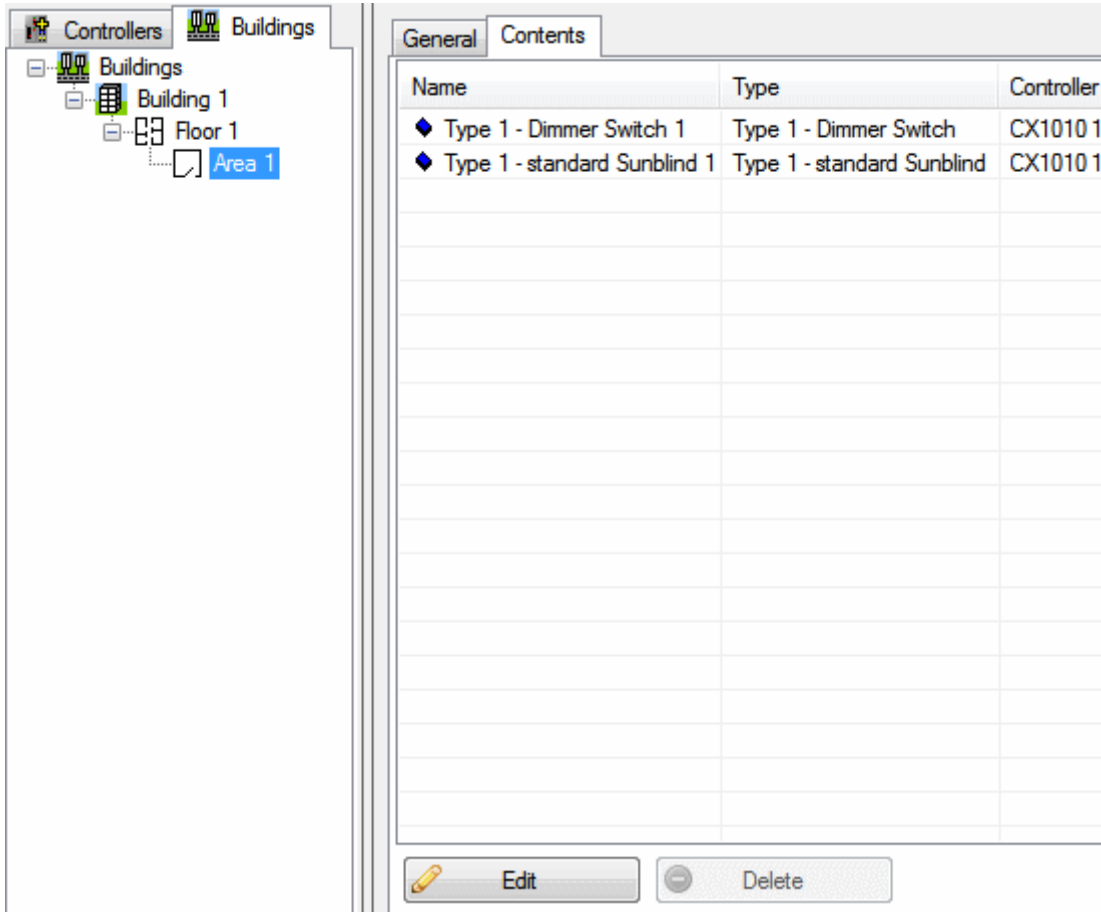 Controllers Buildings
Buildings
Building 1
Floor 1
Area 1
General Contents
Name Type Controller
Type 1 - Dimmer Switch 1 Type 1 - Dimmer Switch CX1010 1
Type 1 - standard Sunblind 1 Type 1 - standard Sunblind CX1010 1
Edit Delete